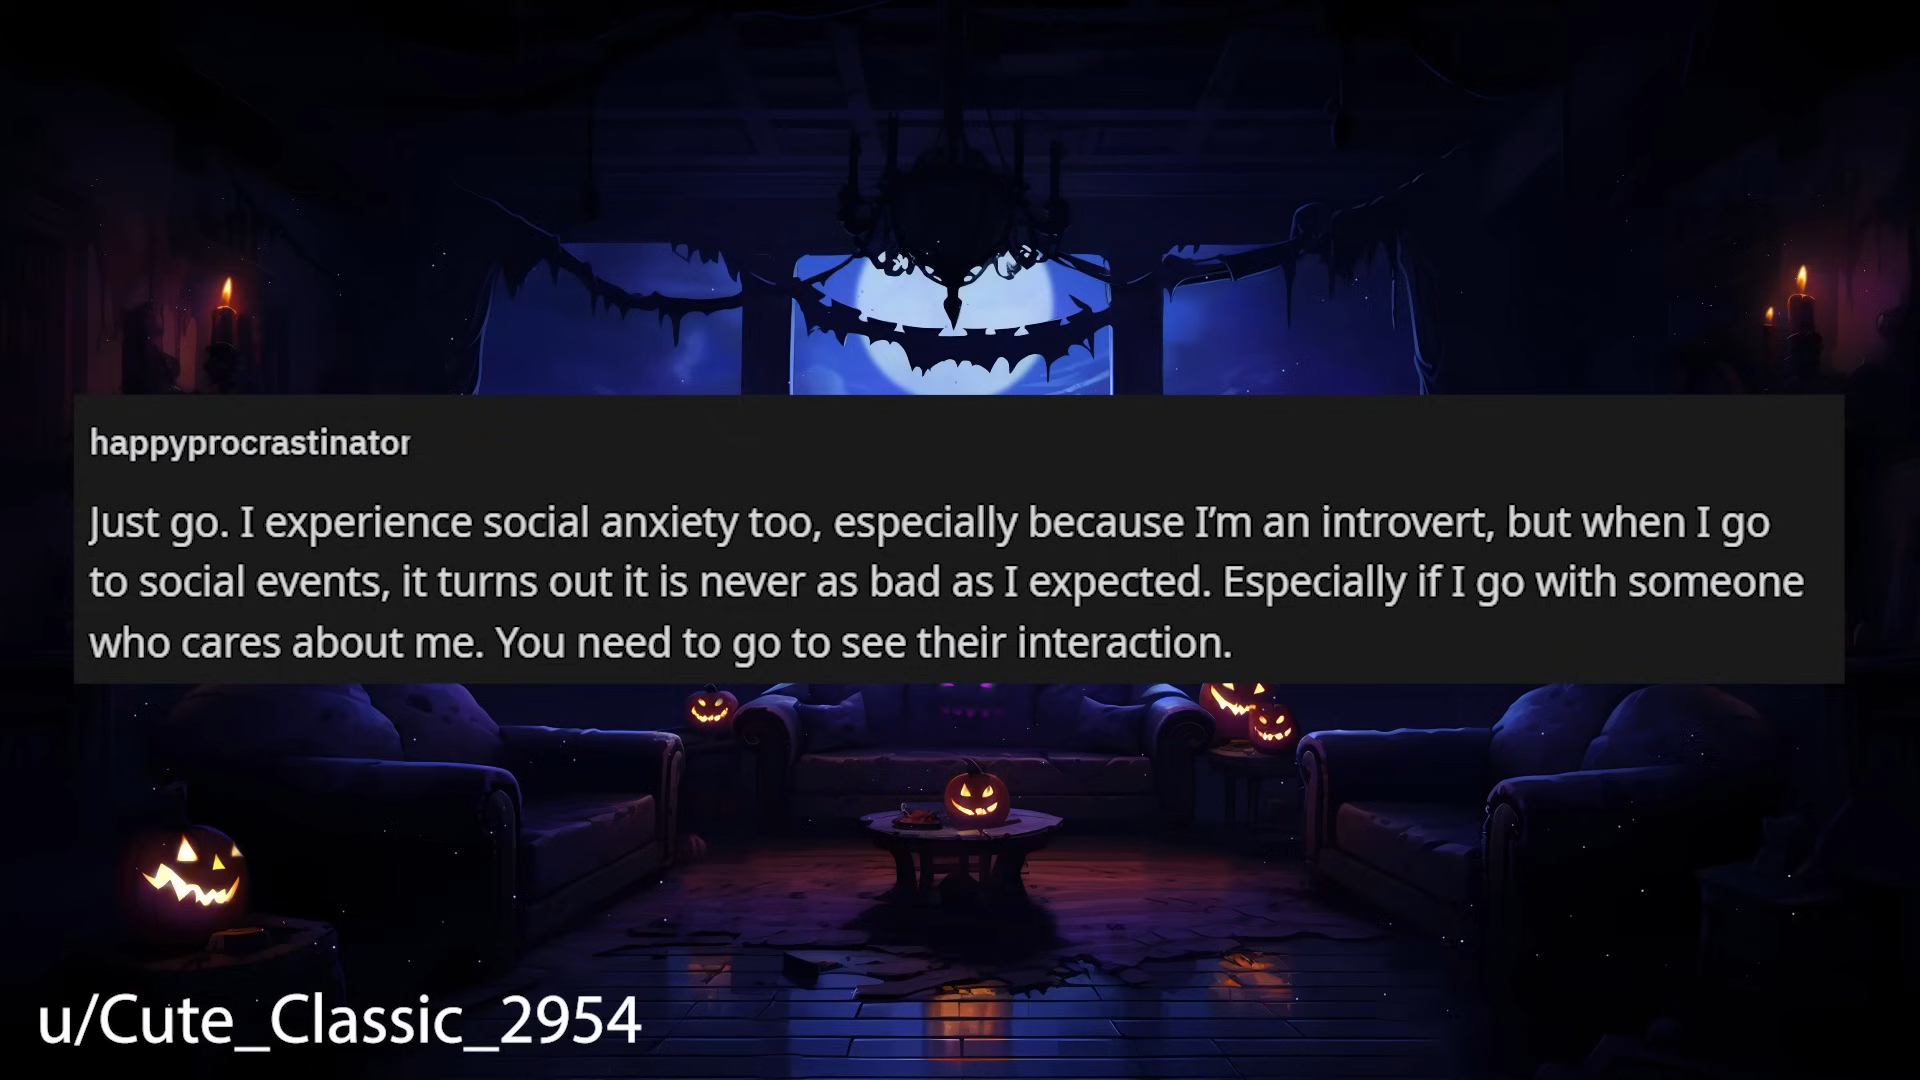 happyprocrastinator
Just go. I experience social anxiety too, especially because I’m an introvert, but when I go
to social events, it turns out it is never as bad as I expected. Especially if I go with someone
who cares about me. You need to go to see their interaction.
u/Cute_Classic_2954